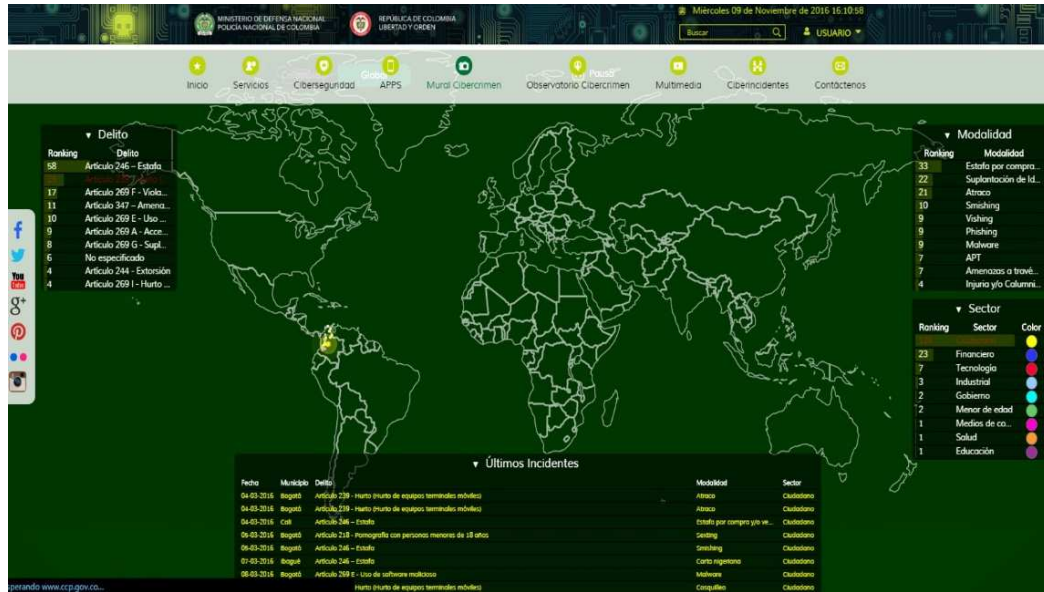 MINISTERIO DE DEFENSA NACIONAL
POLICÍA NACIONAL DE COLOMBIA
REPÚBLICA DE COLOMBIA
LIBERTAD Y ORDEN
Miércoles 09 de Noviembre de 2016 16:10:58
Buscar
USUARIO
Global
Pausar
Inicio Servicios Ciberseguridad APPS Mural Cibercrimen Observatorio Cibercrimen Multimedia Ciberincidentes Contáctenos
Delito
Ranking Delito
58 Artículo 246 – Estafa
17 Artículo 269 F - Viola...
11 Artículo 347 – Amena...
10 Artículo 269 E - Uso ...
9 Artículo 269 A - Acce...
8 Artículo 269 G - Supl...
6 No especificado
4 Artículo 244 - Extorsión
4 Artículo 269 I - Hurto ...
Modalidad
Ranking Modalidad
33 Estafa por compra...
22 Suplantación de Id...
21 Atraco
10 Smishing
9 Vishing
9 Phishing
9 Malware
7 APT
7 Amenazas a travé...
4 Injuria y/o Calumni...
Sector
Ranking Sector Color
23 Financiero
7 Tecnología
3 Industrial
2 Gobierno
2 Menor de edad
1 Medios de co...
1 Salud
1 Educación
You
Tube
g+
Últimos Incidentes
Fecha Municipio Delito Modalidad Sector
04-03-2016 Bogotá Artículo 239 - Hurto (Hurto de equipos terminales móviles) Atraco Ciudadano
04-03-2016 Bogotá Artículo 239 - Hurto (Hurto de equipos terminales móviles) Atraco Ciudadano
04-03-2016 Cali Artículo 246 – Estafa Estafa por compra y/o ve... Ciudadano
06-03-2016 Bogotá Artículo 218 - Pornografía con personas menores de 18 años Sexting Ciudadano
06-03-2016 Bogotá Artículo 246 – Estafa Smishing Ciudadano
07-03-2016 Ibagué Artículo 246 – Estafa Carta nigeriana Ciudadano
08-03-2016 Bogotá Artículo 269 E - Uso de software malicioso Malware Ciudadano
Hurto (Hurto de equipos terminales móviles) Cosquilleo Ciudadano
sperando www.ccp.gov.co...